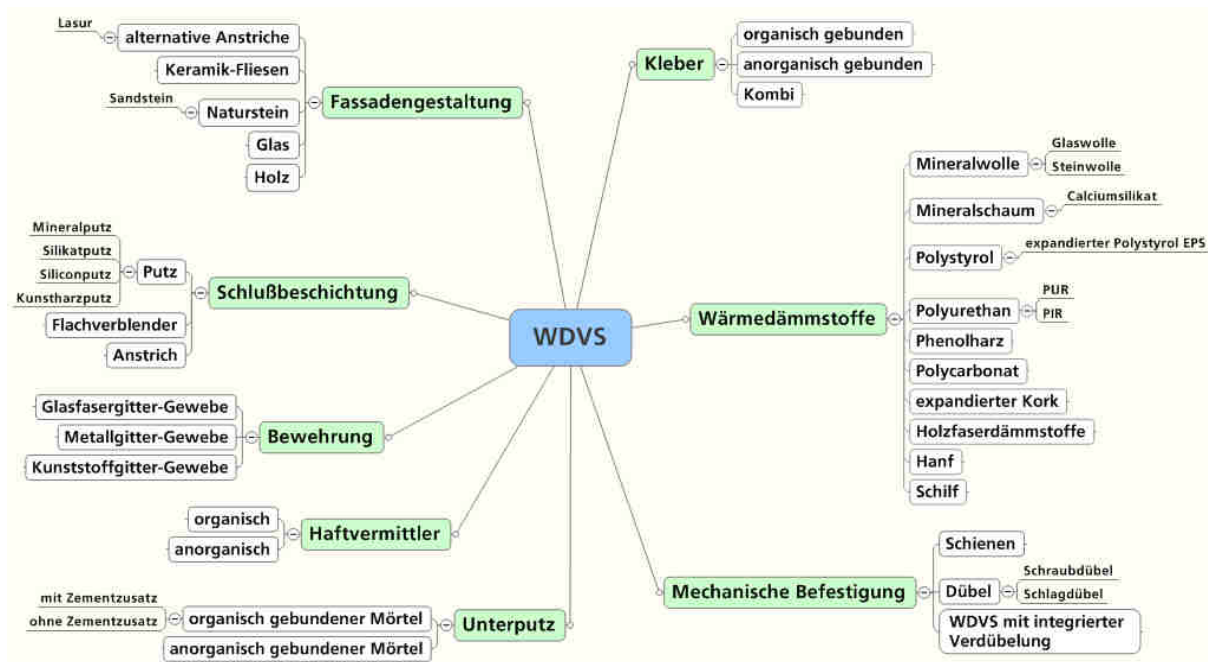 WDVS
Kleber
organisch gebunden
anorganisch gebunden
Kombi
Wärmedämmstoffe
Mineralwolle
Glaswolle
Steinwolle
Mineralschaum
Calciumsilikat
Polystyrol
expandierter Polystyrol EPS
Polyurethan
PUR
PIR
Phenolharz
Polycarbonat
expandierter Kork
Holzfaserdämmstoffe
Hanf
Schilf
Mechanische Befestigung
Schienen
Dübel
Schraubdübel
Schlagdübel
WDVS mit integrierter
Verdübelung
Unterputz
organisch gebundener Mörtel
mit Zementzusatz
ohne Zementzusatz
anorganisch gebundener Mörtel
Haftvermittler
organisch
anorganisch
Bewehrung
Glasfasergitter-Gewebe
Metallgitter-Gewebe
Kunststoffgitter-Gewebe
Schlußbeschichtung
Putz
Mineralputz
Silikatputz
Siliconputz
Kunstharzputz
Flachverblender
Anstrich
Fassadengestaltung
alternative Anstriche
Lasur
Keramik-Fliesen
Naturstein
Sandstein
Glas
Holz